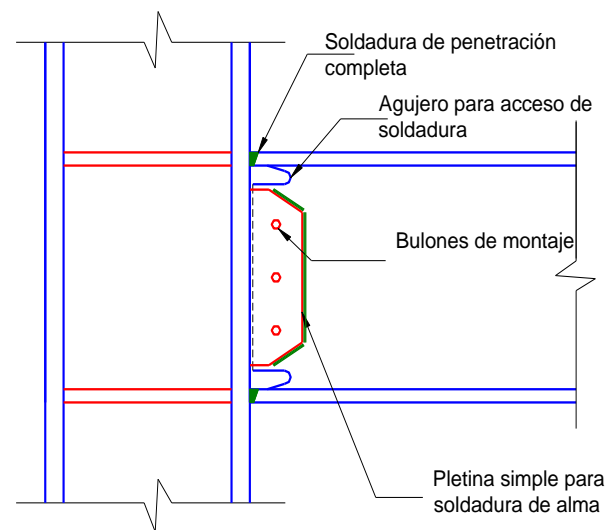 Soldadura de penetración
completa
Agujero para acceso de
soldadura
Bulones de montaje
Pletina simple para
soldadura de alma